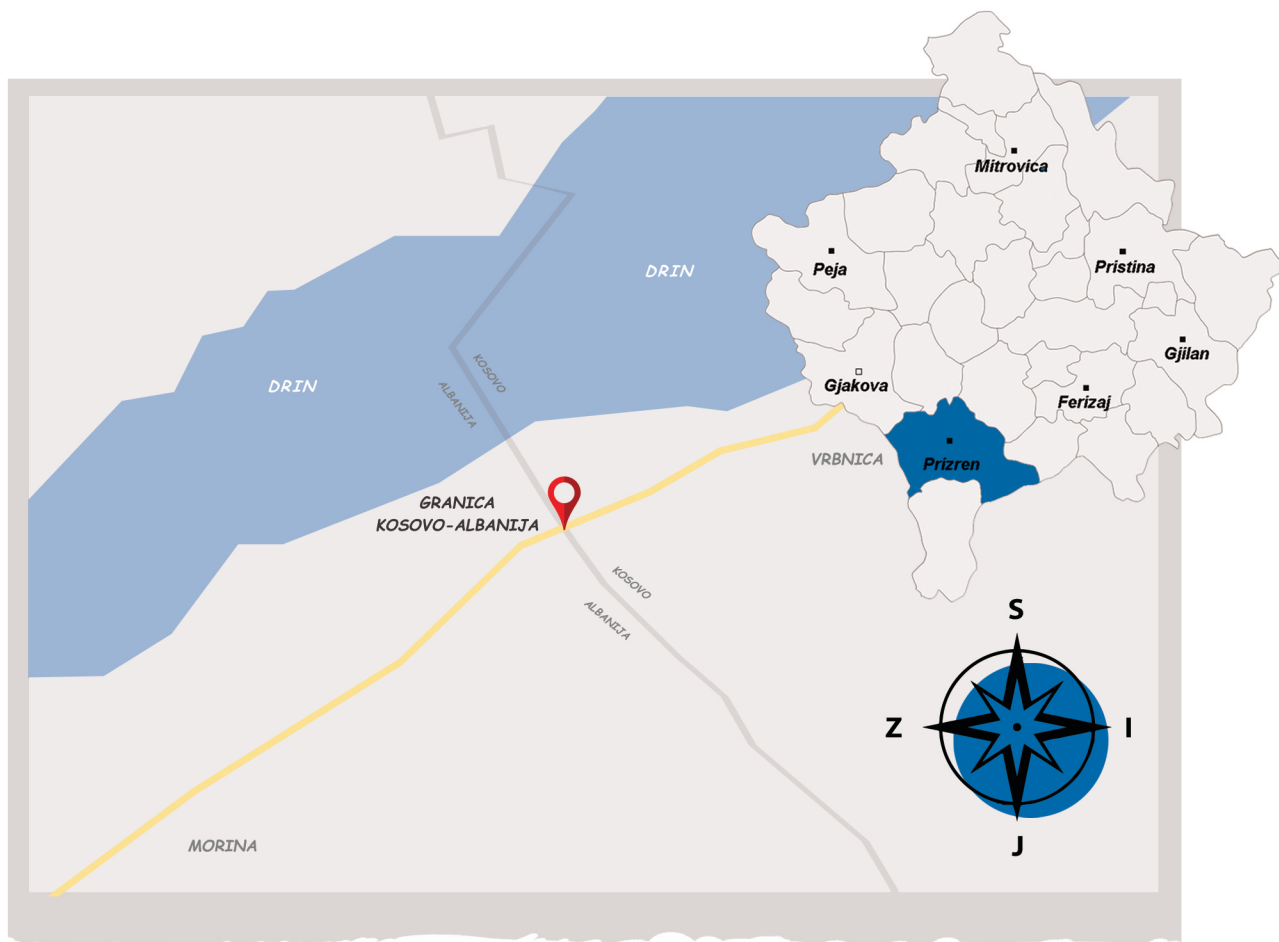 Mitrovica
Peja
Pristina
DRIN
Gjilan
KOSOVO
ALBANIJA
DRIN
Gjakova
Ferizaj
VRBNICA
Prizren
GRANICA
KOSOVO-ALBANIJA
KOSOVO
ALBANIJA
S
Z
I
J
MORINA